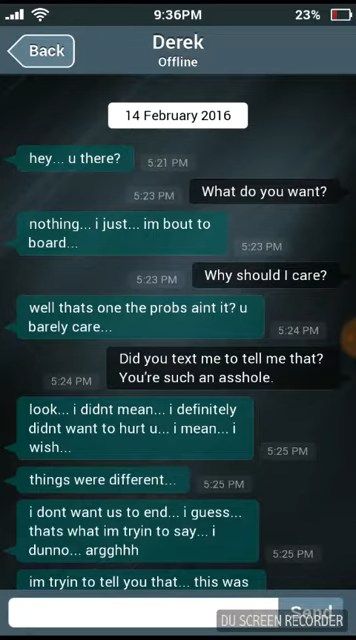 9:36PM
23%
Back
Derek
Offline
14 February 2016
hey... u there?
5:21 PM
5:23 PM
What do you want?
nothing... i just... im bout to
board...
5:23 PM
5:23 PM
Why should I care?
well thats one the probs aint it? u
barely care...
5:24 PM
Did you text me to tell me that?
You're such an asshole.
5:24 PM
look... i didnt mean... i definitely
didnt want to hurt u... i mean... i
wish...
5:25 PM
things were different...
5:25 PM
i dont want us to end... i guess...
thats what im tryin to say... i
dunno... argghhh
5:25 PM
im tryin to tell you that... this was
Send
DU SCREEN RECORDER